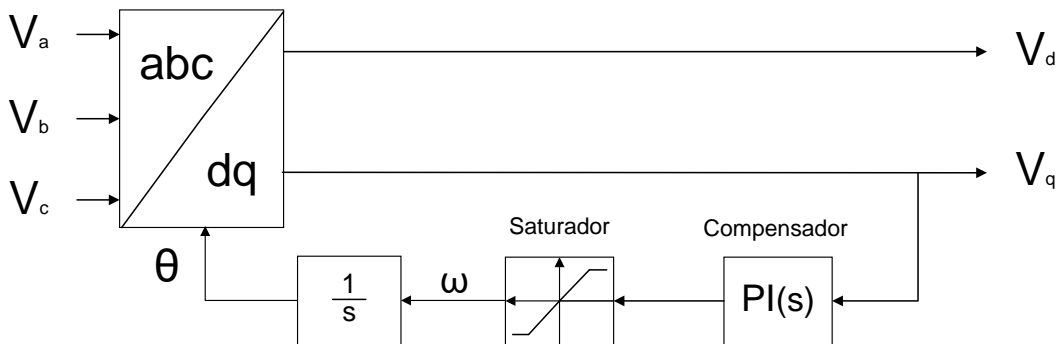 Va
abc
Vd
Vb
dq
Vq
Vc
Saturador
Compensador
θ
1
s
ω
PI(s)